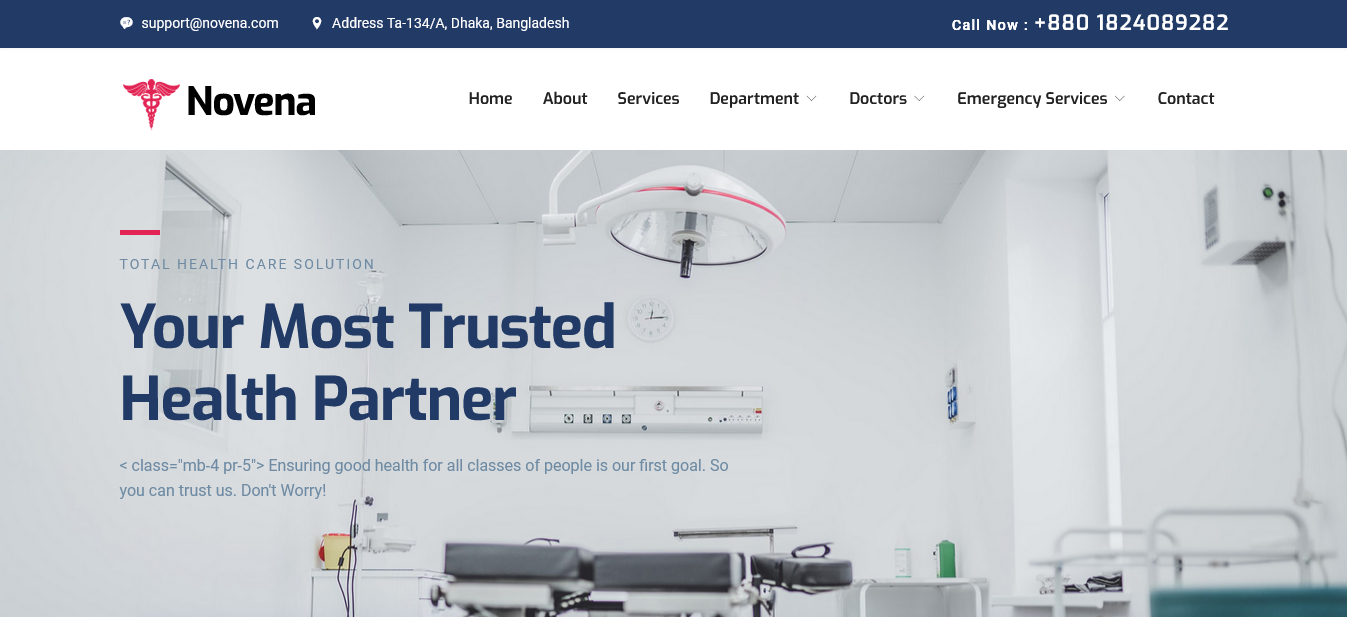 support@novena.com
Address Ta-134/A, Dhaka, Bangladesh
Call Now : +880 1824089282
Novena
Home
About
Services
Department
Doctors
Emergency Services
Contact
TOTAL HEALTH CARE SOLUTION
Your Most Trusted
Health Partner
< class="mb-4 pr-5"> Ensuring good health for all classes of people is our first goal. So
you can trust us. Don't Worry!